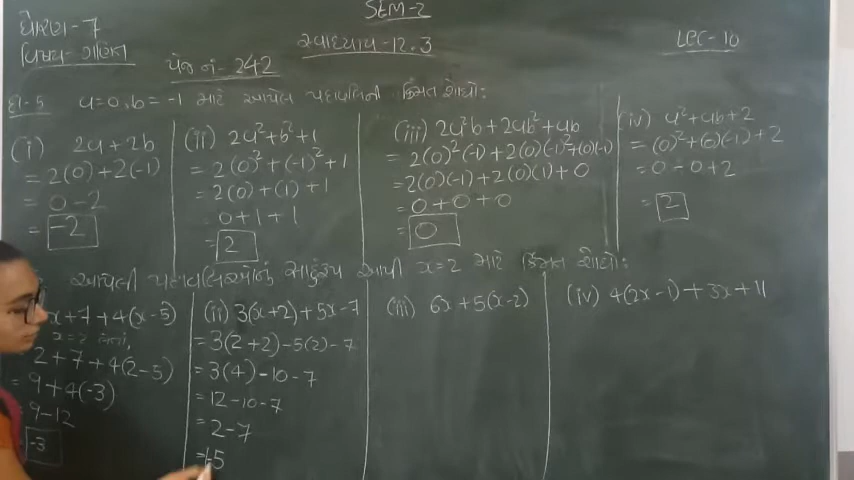 SEM-2
ધોરણ-7
સ્વાધ્યાય-12.3
LEC-10
વિષય-ગણિત
પેજ નં-242
દા-5 a=0, b=-1 માટે આપેલ પદાવલિની કિંમત શોધો:
(i) 2a+2b
=2(0)+2(-1)
=0-2
=-2
(ii) 2a²+b²+1
=2(0)²+(-1)²+1
=2(0)+(1)+1
0+1+1
=2
(iii) 2a²b+2ab²+ab
=2(0)²(-1)+2(0)(-1)²+(0)(-1)
=2(0)(-1)+2(0)(1)+0
=0+0+0
=0
(iv) a²+ab+2
=(0)²+(0)(-1)+2
=0-0+2
=2
આપેલી પદાવલિઓનું સાદુંરૂપ આપી x=2 માટે કિંમત શોધો:
x+7+4(x-5)
x=2 લેતાં,
2+7+4(2-5)
=9+4(-3)
9-12
-3
(ii) 3(x+2)+5x-7
=3(2+2)-5(2)-7
=3(4)-10-7
=12-10-7
=2-7
=-5
(iii) 6x+5(x-2)
(iv) 4(2x-1)+3x+11